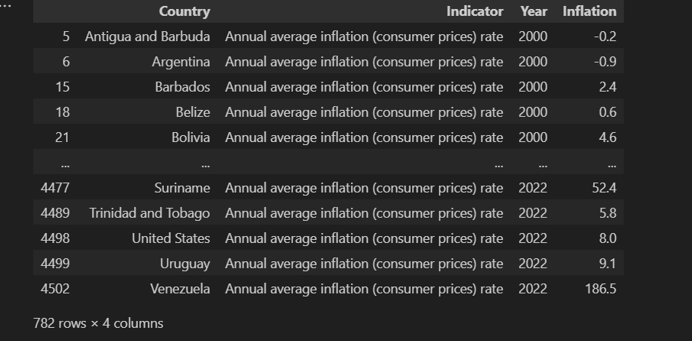 ...
Country Indicator Year Inflation
5 Antigua and Barbuda Annual average inflation (consumer prices) rate 2000 -0.2
6 Argentina Annual average inflation (consumer prices) rate 2000 -0.9
15 Barbados Annual average inflation (consumer prices) rate 2000 2.4
18 Belize Annual average inflation (consumer prices) rate 2000 0.6
21 Bolivia Annual average inflation (consumer prices) rate 2000 4.6
... ... ... ... ...
4477 Suriname Annual average inflation (consumer prices) rate 2022 52.4
4489 Trinidad and Tobago Annual average inflation (consumer prices) rate 2022 5.8
4498 United States Annual average inflation (consumer prices) rate 2022 8.0
4499 Uruguay Annual average inflation (consumer prices) rate 2022 9.1
4502 Venezuela Annual average inflation (consumer prices) rate 2022 186.5
782 rows × 4 columns